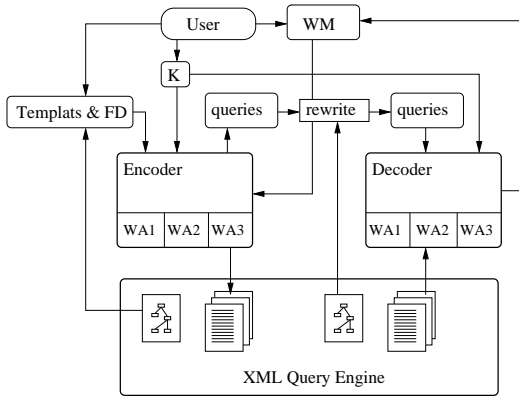 User
WM
K
Templats & FD
queries
rewrite
queries
Encoder
Decoder
WA1
WA2
WA3
WA1
WA2
WA3
XML Query Engine